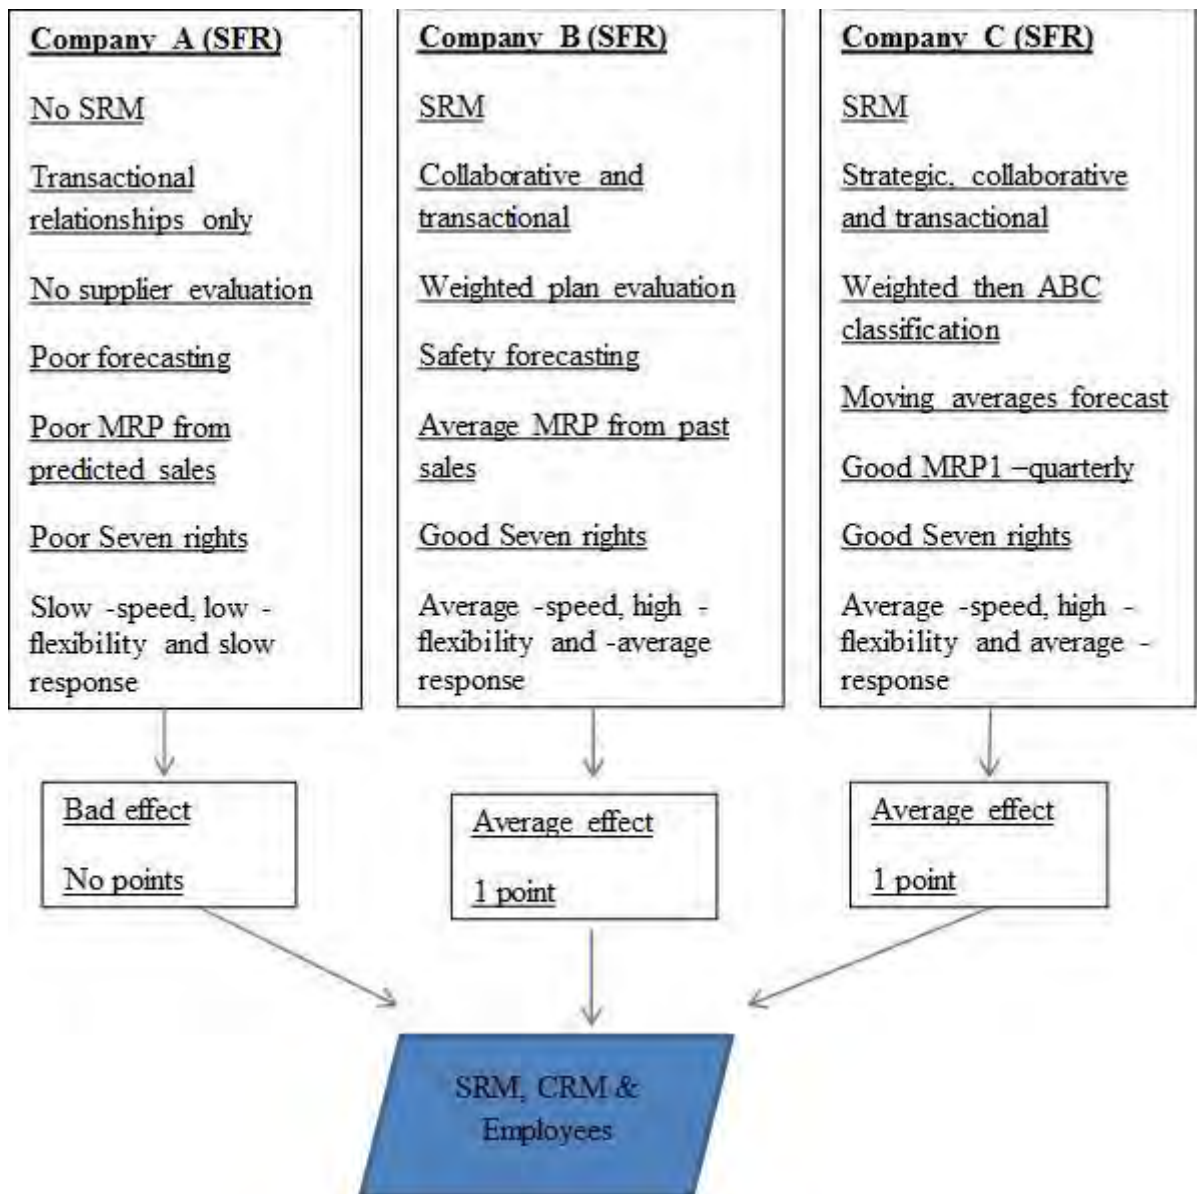 Company A (SFR)
No SRM
Transactional
relationships only
No supplier evaluation
Poor forecasting
Poor MRP from
predicted sales
Poor Seven rights
Slow -speed, low -
flexibility and slow
response
Company B (SFR)
SRM
Collaborative and
transactional
Weighted plan evaluation
Safety forecasting
Average MRP from past
sales
Good Seven rights
Average -speed, high -
flexibility and -average
response
Company C (SFR)
SRM
Strategic, collaborative
and transactional
Weighted then ABC
classification
Moving averages forecast
Good MRP1 –quarterly
Good Seven rights
Average -speed, high -
flexibility and average -
response
Bad effect
No points
Average effect
1 point
Average effect
1 point
SRM, CRM &
Employees